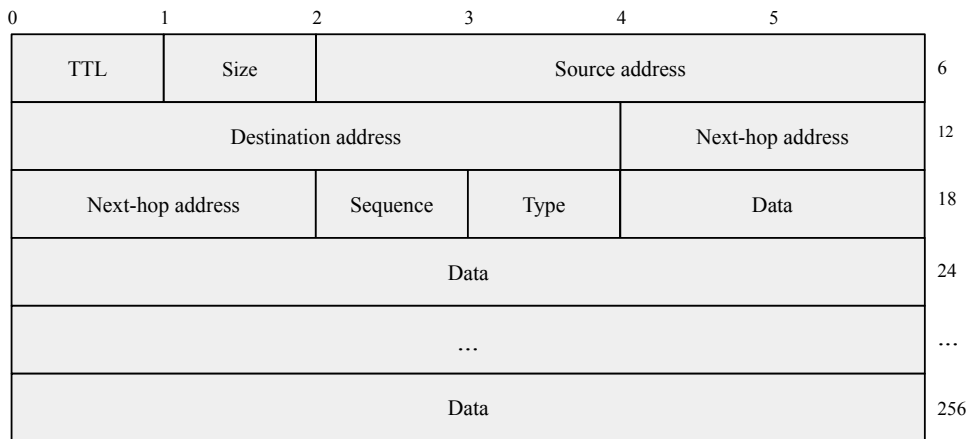 0 1 2 3 4 5
TTL Size Source address 6
Destination address Next-hop address 12
Next-hop address Sequence Type Data 18
Data 24
... ...
Data 256